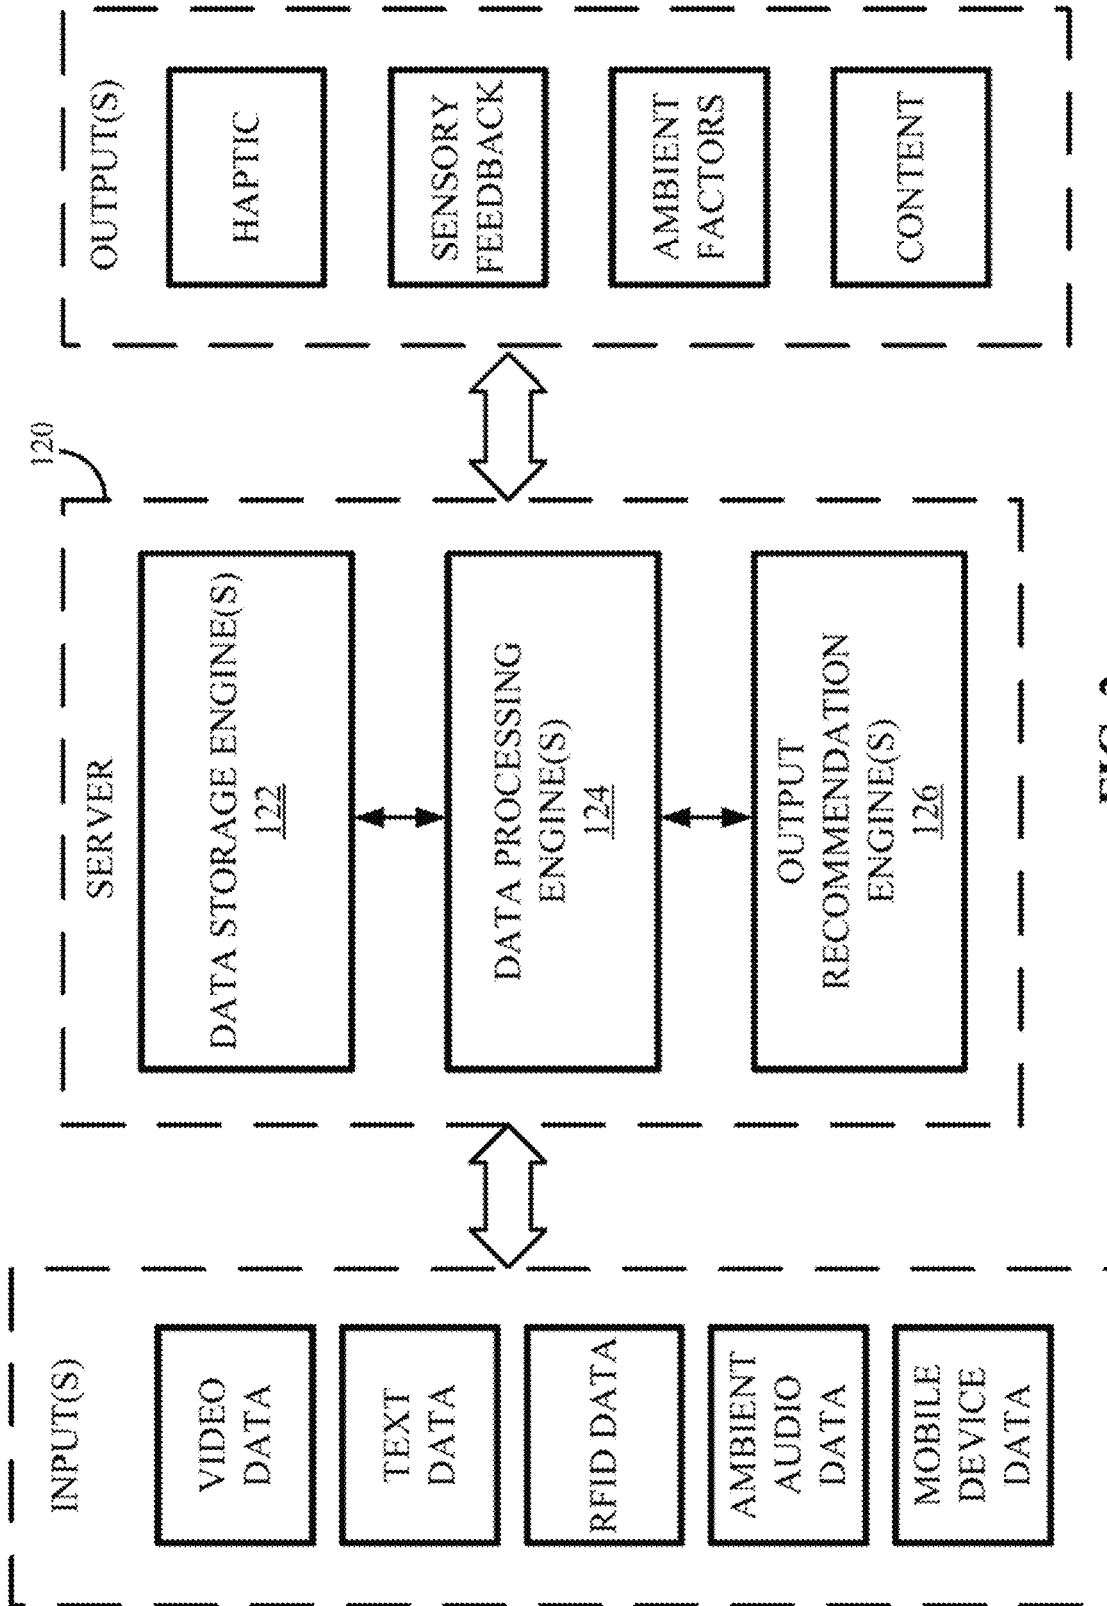 INPUT(S)
VIDEO
DATA
TEXT
DATA
RFID DATA
AMBIENT
AUDIO
DATA
MOBILE
DEVICE
DATA
120
SERVER
DATA STORAGE ENGINE(S)
122
DATA PROCESSING
ENGINE(S)
124
OUTPUT
RECOMMENDATION
ENGINE(S)
126
OUTPUT(S)
HAPTIC
SENSORY
FEEDBACK
AMBIENT
FACTORS
CONTENT